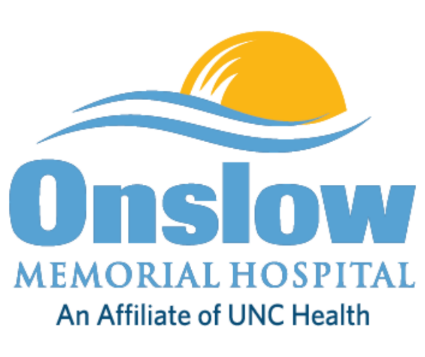 Onslow
MEMORIAL HOSPITAL
An Affiliate of UNC Health